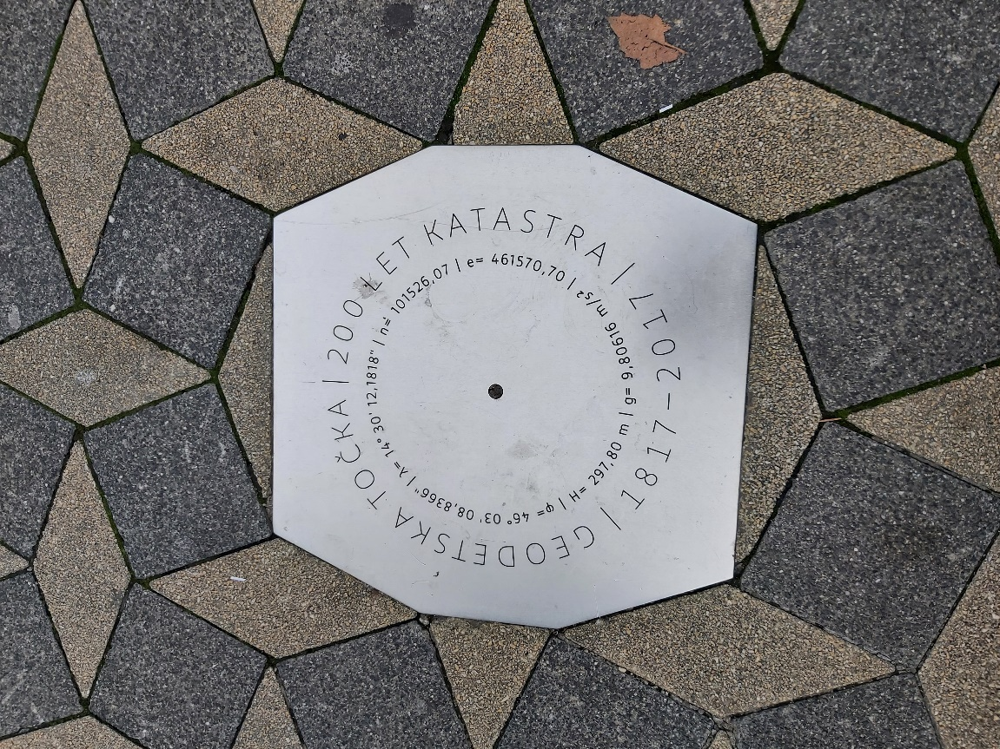 GEODETSKA TOČKA | 200 LET KATASTRA | 1817–2017 |
φ= 46° 03' 08,8366" | λ= 14° 30' 12,1818" | n= 101526,07 | e= 461570,70 | g= 9,80616 m/s² | H= 297,80 m |